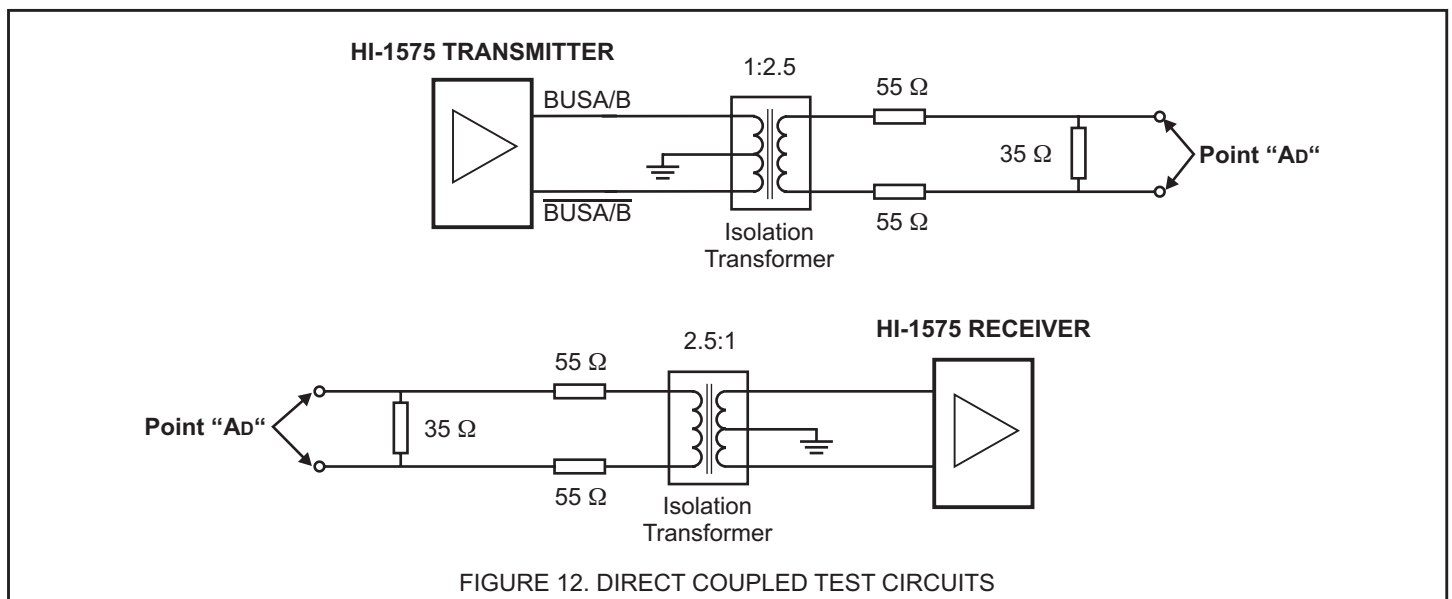 HI-1575 TRANSMITTER
1:2.5
BUSA/B
55 Ω
35 Ω
Point “AD“
BUSA/B
55 Ω
Isolation
Transformer
HI-1575 RECEIVER
2.5:1
55 Ω
Point “AD“
35 Ω
55 Ω
Isolation
Transformer
FIGURE 12. DIRECT COUPLED TEST CIRCUITS